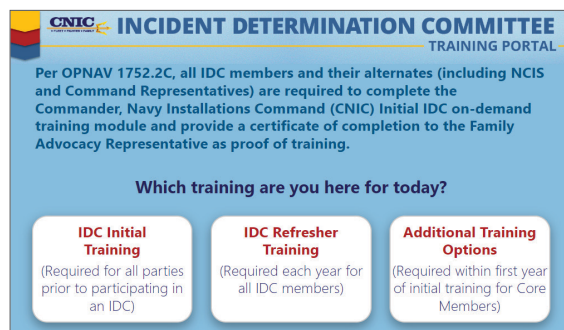 CNIC INCIDENT DETERMINATION COMMITTEE
TRAINING PORTAL
Per OPNAV 1752.2C, all IDC members and their alternates (including NCIS
and Command Representatives) are required to complete the
Commander, Navy Installations Command (CNIC) Initial IDC on-demand
training module and provide a certificate of completion to the Family
Advocacy Representative as proof of training.
Which training are you here for today?
IDC Initial
Training
(Required for all parties
prior to participating in
an IDC)
IDC Refresher
Training
(Required each year for
all IDC members)
Additional Training
Options
(Required within first year
of initial training for Core
Members)